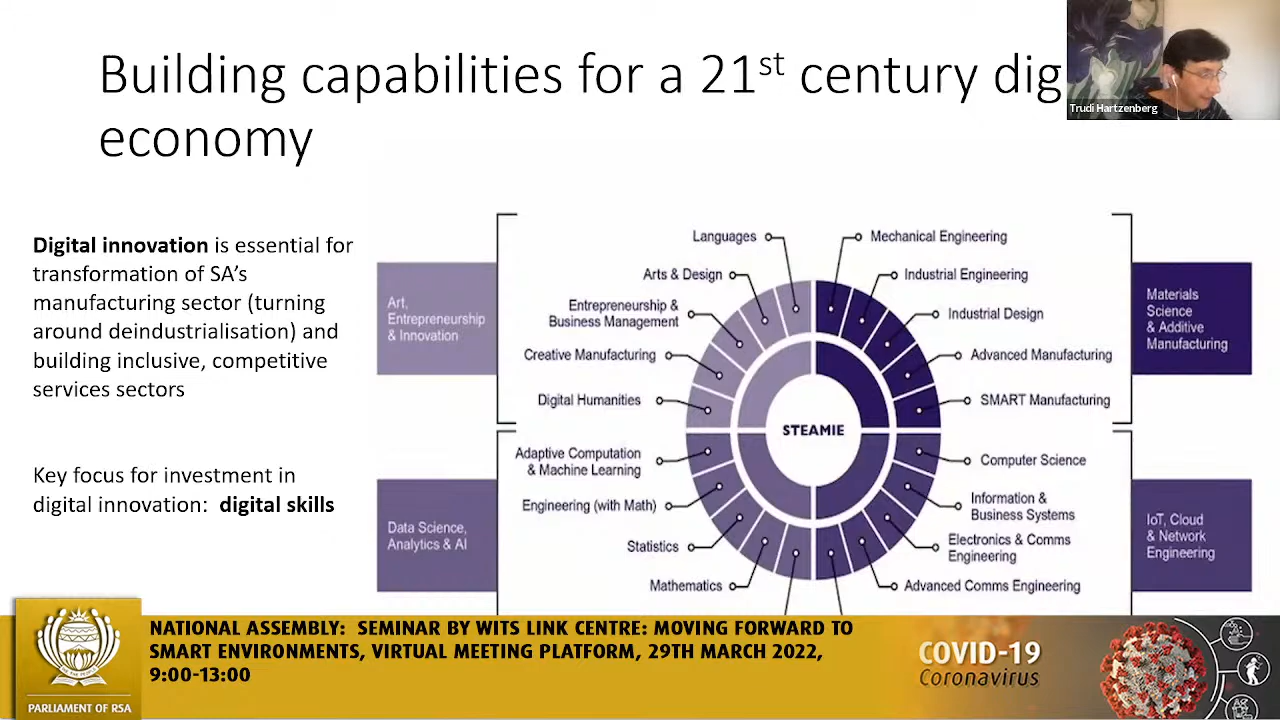 Building capabilities for a 21st century dig
economy
Trudi Hartzenberg
Digital innovation is essential for
transformation of SA’s
manufacturing sector (turning
around deindustrialisation) and
building inclusive, competitive
services sectors
Key focus for investment in
digital innovation: digital skills
Art,
Entrepreneurship
& Innovation
Languages
Arts & Design
Entrepreneurship &
Business Management
Creative Manufacturing
Digital Humanities
Mechanical Engineering
Industrial Engineering
Industrial Design
Advanced Manufacturing
SMART Manufacturing
Materials
Science
& Additive
Manufacturing
STEAMIE
Data Science,
Analytics & AI
Adaptive Computation
& Machine Learning
Engineering (with Math)
Statistics
Mathematics
Computer Science
Information &
Business Systems
Electronics & Comms
Engineering
Advanced Comms Engineering
IoT, Cloud
& Network
Engineering
PARLIAMENT OF RSA
NATIONAL ASSEMBLY: SEMINAR BY WITS LINK CENTRE: MOVING FORWARD TO
SMART ENVIRONMENTS, VIRTUAL MEETING PLATFORM, 29TH MARCH 2022,
9:00-13:00
COVID-19
Coronavirus